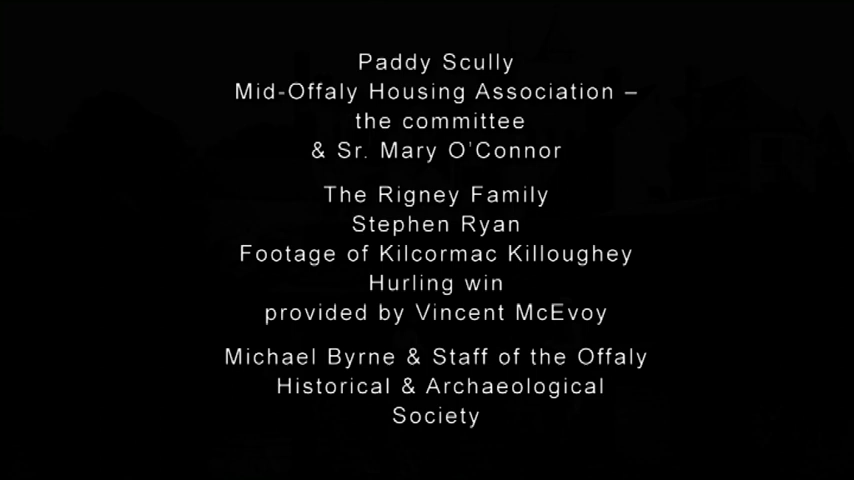 Paddy Scully
Mid-Offaly Housing Association –
the committee
& Sr. Mary O'Connor
The Rigney Family
Stephen Ryan
Footage of Kilcormac Killoughey
Hurling win
provided by Vincent McEvoy
Michael Byrne & Staff of the Offaly
Historical & Archaeological
Society